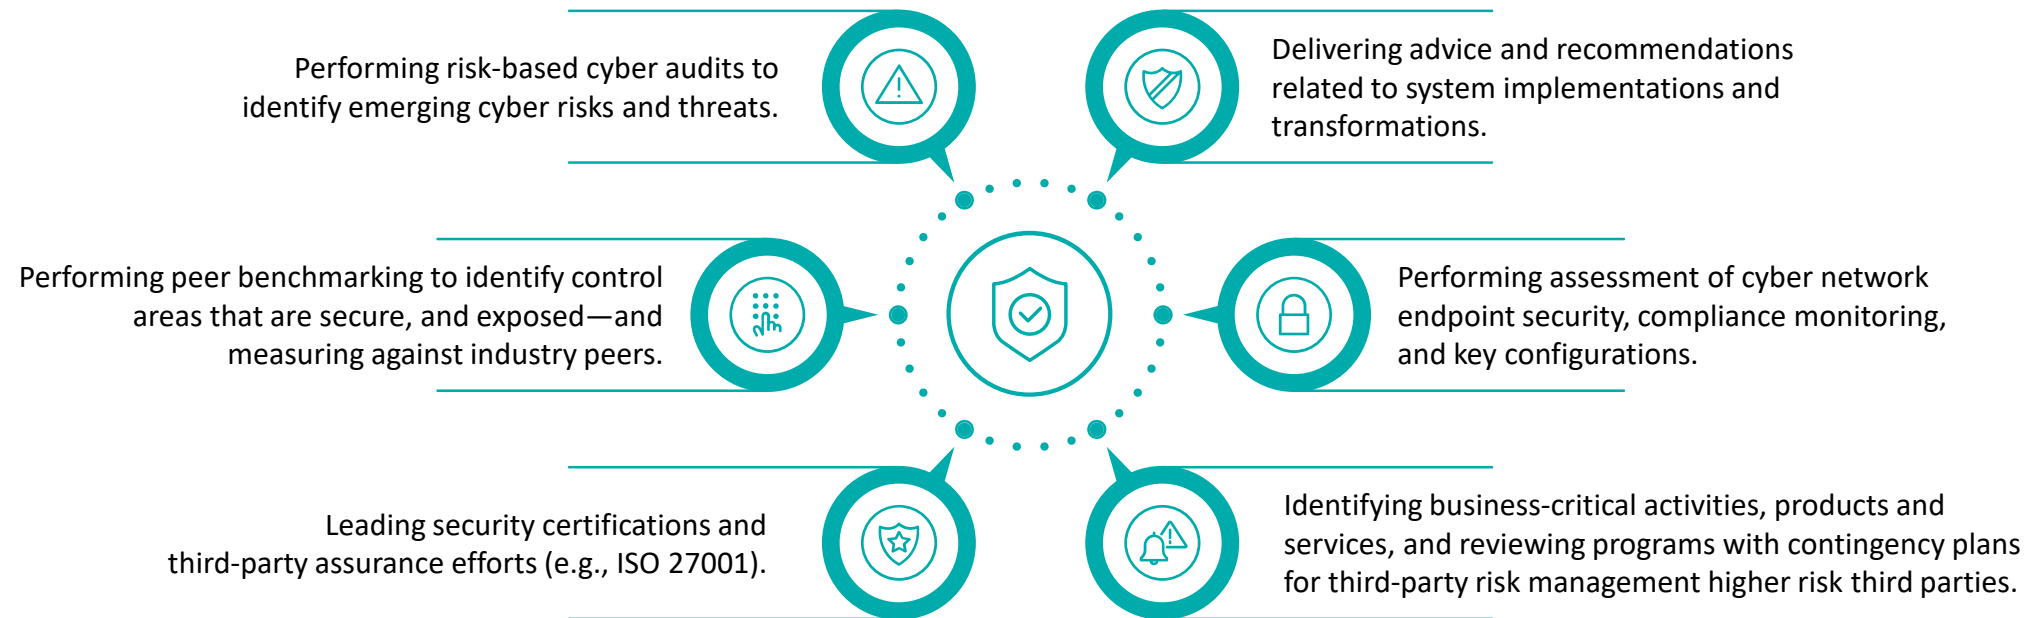 Performing risk-based cyber audits to
identify emerging cyber risks and threats.
Delivering advice and recommendations
related to system implementations and
transformations.
Performing peer benchmarking to identify control
areas that are secure, and exposed—and
measuring against industry peers.
Performing assessment of cyber network
endpoint security, compliance monitoring,
and key configurations.
Leading security certifications and
third-party assurance efforts (e.g., ISO 27001).
Identifying business-critical activities, products and
services, and reviewing programs with contingency plans
for third-party risk management higher risk third parties.